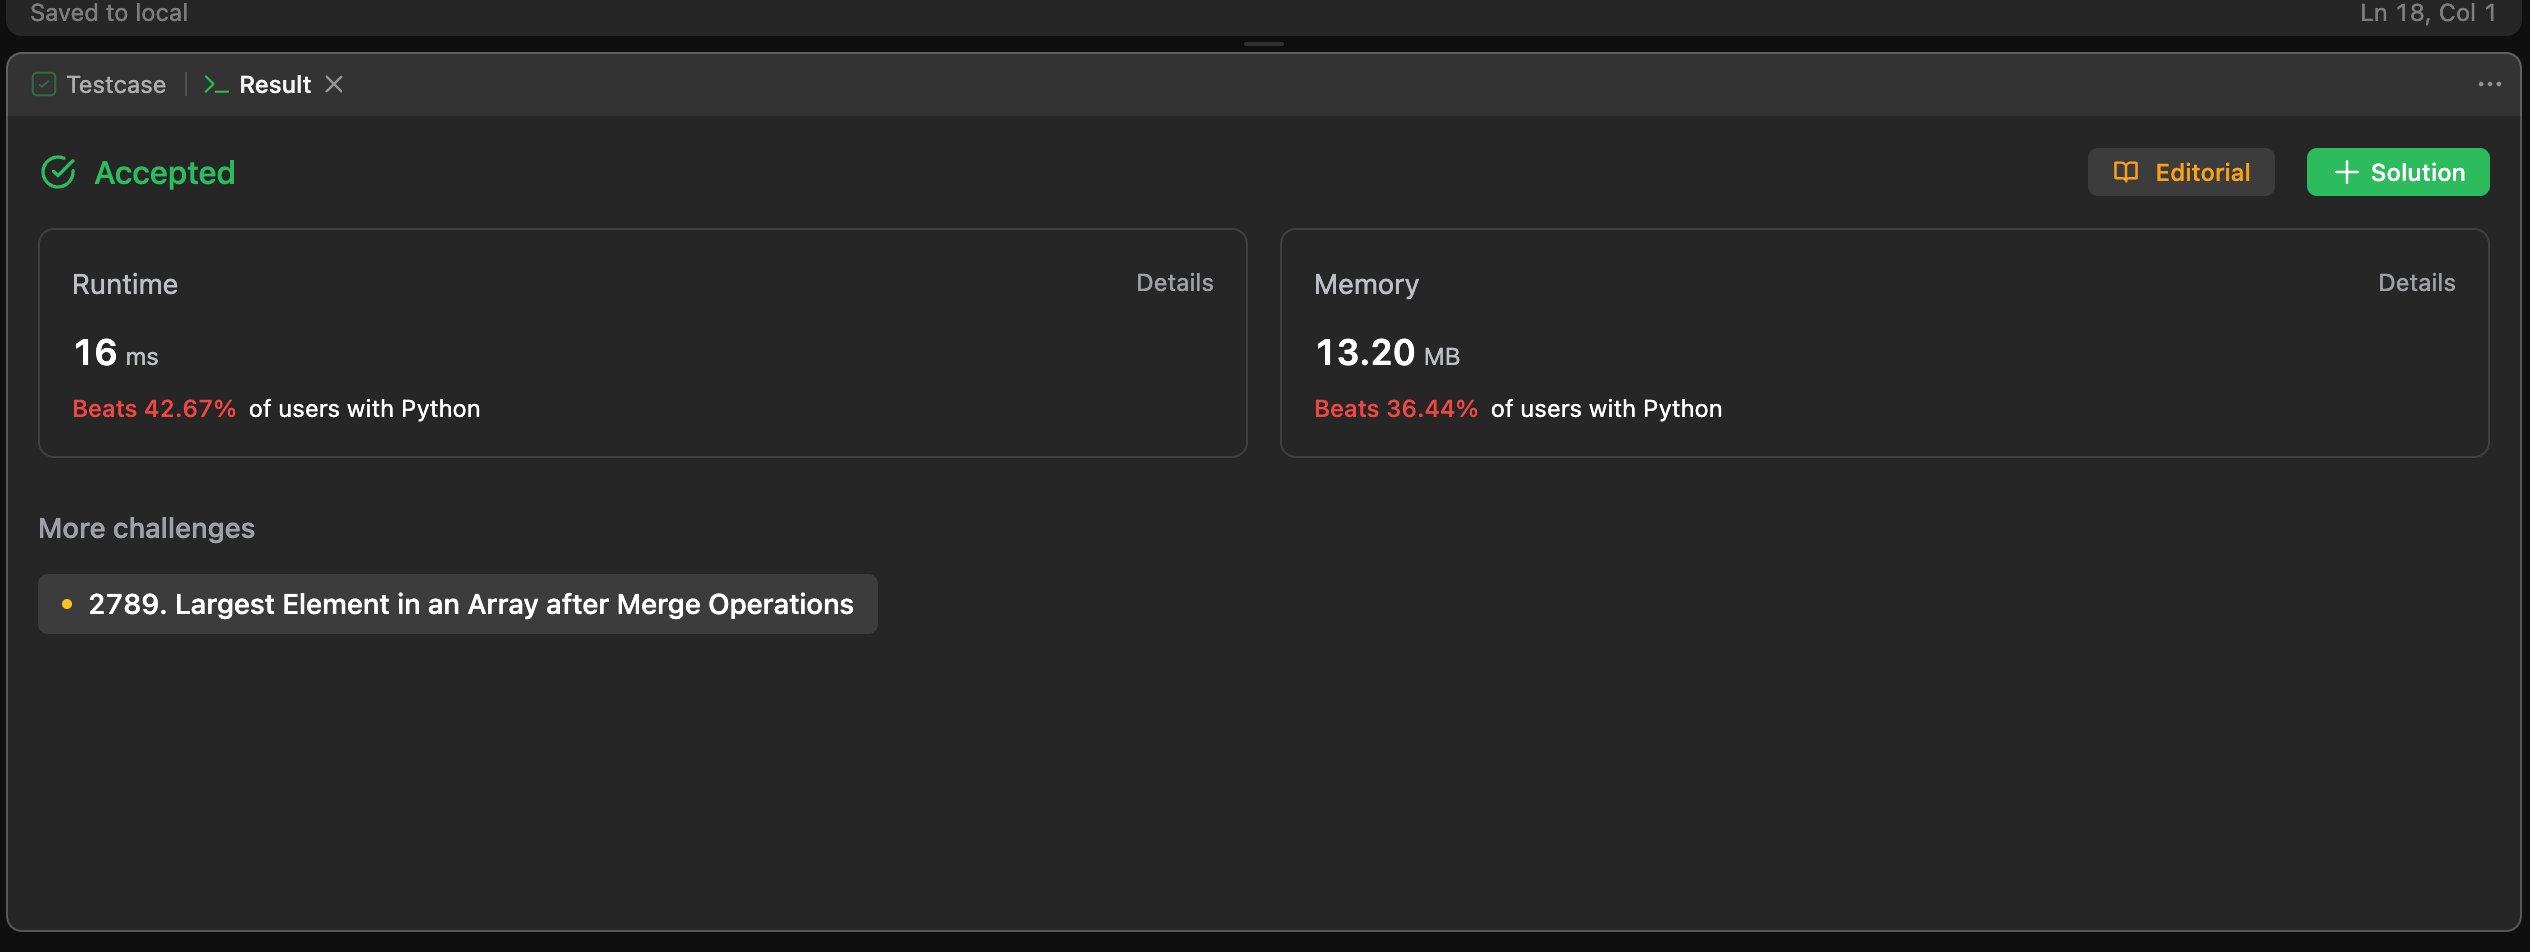 Saved to local
Ln 18, Col 1
Testcase
Result
Accepted
Editorial
Solution
Runtime
Details
16 ms
Beats 42.67% of users with Python
Memory
Details
13.20 MB
Beats 36.44% of users with Python
More challenges
2789. Largest Element in an Array after Merge Operations